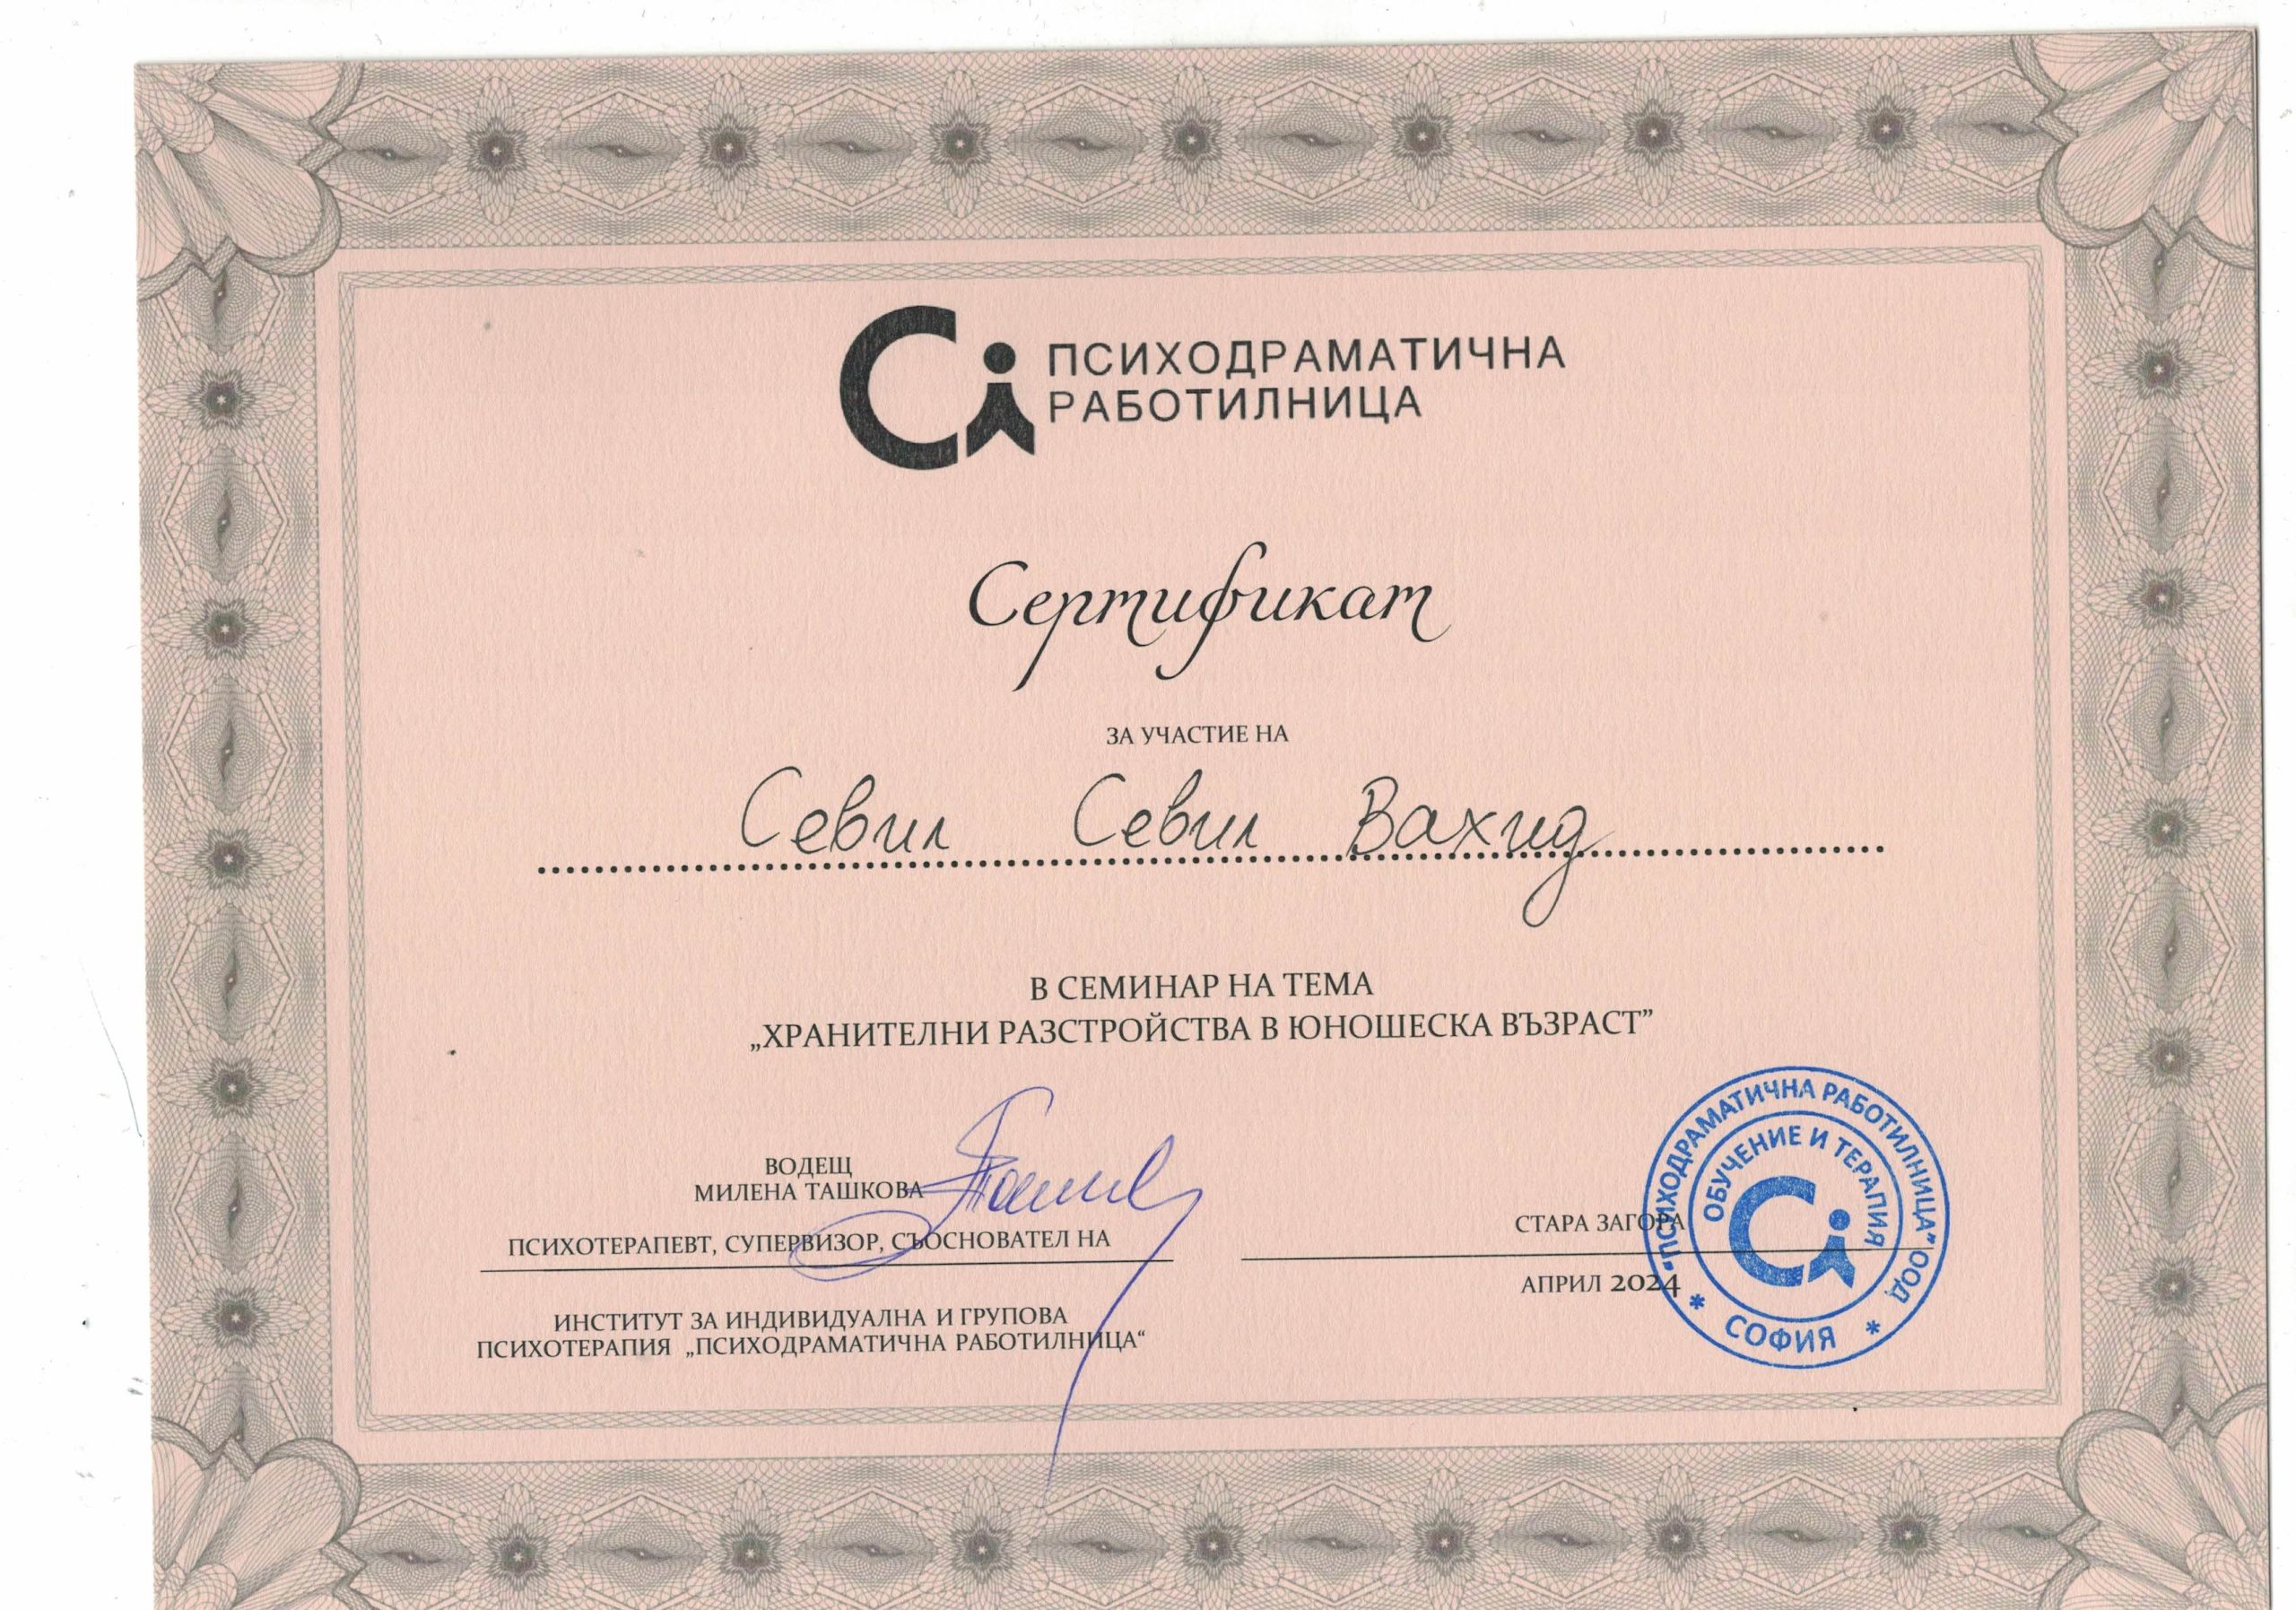 ПСИХОДРАМАТИЧНА
РАБОТИЛНИЦА
Сертификат
ЗА УЧАСТИЕ НА
Севил Севил Вахид
В СЕМИНАР НА ТЕМА
„ХРАНИТЕЛНИ РАЗСТРОЙСТВА В ЮНОШЕСКА ВЪЗРАСТ”
ВОДЕЩ
МИЛЕНА ТАШКОВА
ПСИХОТЕРАПЕВТ, СУПЕРВИЗОР, СЪОСНОВАТЕЛ НА
ИНСТИТУТ ЗА ИНДИВИДУАЛНА И ГРУПОВА
ПСИХОТЕРАПИЯ „ПСИХОДРАМАТИЧНА РАБОТИЛНИЦА“
СТАРА ЗАГОРА
АПРИЛ 2024
"ПСИХОДРАМАТИЧНА РАБОТИЛНИЦА" ООД
ОБУЧЕНИЕ И ТЕРАПИЯ
* СОФИЯ *